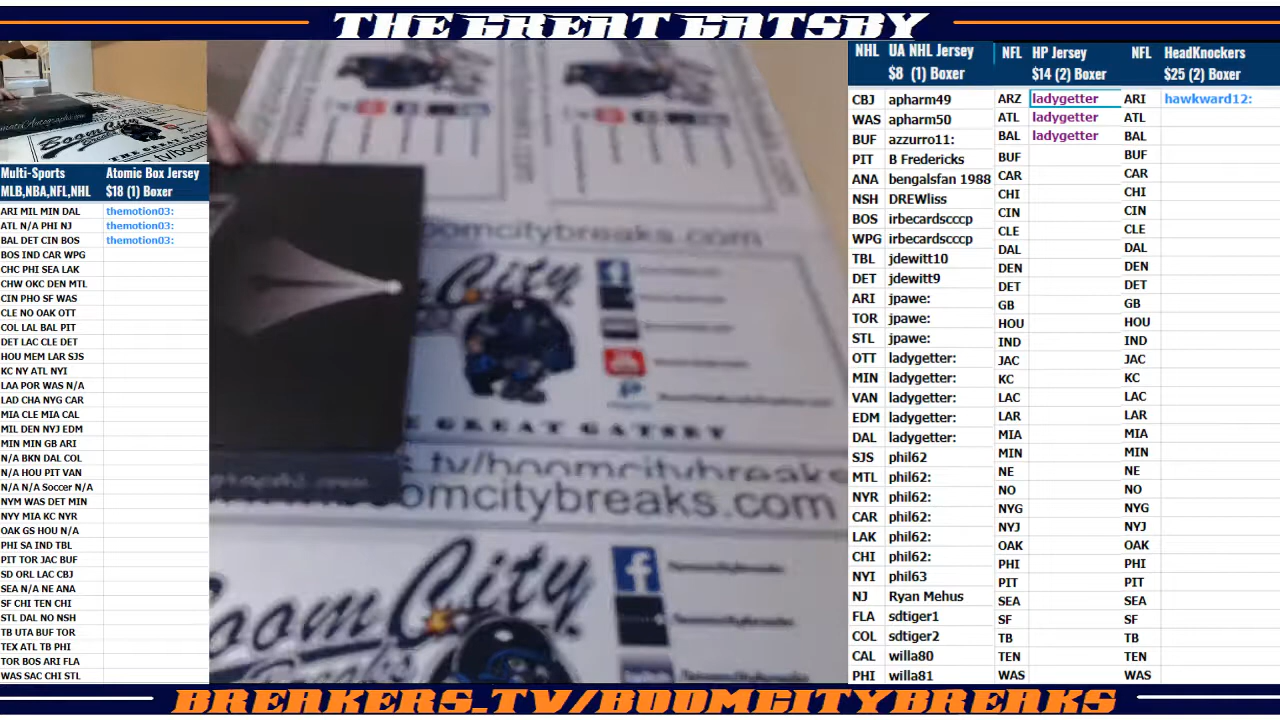 THE GREAT GATSBY
Multi-Sports Atomic Box Jersey
MLB,NBA,NFL,NHL $18 (1) Boxer
ARI MIL MIN DAL themotion03:
ATL N/A PHI NJ themotion03:
BAL DET CIN BOS themotion03:
BOS IND CAR WPG
CHC PHI SEA LAK
CHW OKC DEN MTL
CIN PHO SF WAS
CLE NO OAK OTT
COL LAL BAL PIT
DET LAC CLE DET
HOU MEM LAR SJS
KC NY ATL NYI
LAA POR WAS N/A
LAD CHA NYG CAR
MIA CLE MIA CAL
MIL DEN NYJ EDM
MIN MIN GB ARI
N/A BKN DAL COL
N/A HOU PIT VAN
N/A N/A Soccer N/A
NYM WAS DET MIN
NYY MIA KC NYR
OAK GS HOU N/A
PHI SA IND TBL
PIT TOR JAC BUF
SD ORL LAC CBJ
SEA N/A NE ANA
SF CHI TEN CHI
STL DAL NO NSH
TB UTA BUF TOR
TEX ATL TB PHI
TOR BOS ARI FLA
WAS SAC CHI STL
oomcitybreaks.com
City
E GREAT GATSBY
.tv/boomcitybreaks
oomcitybreaks.com
BoomCity
NHL UA NHL Jersey NFL HP Jersey NFL HeadKnockers
$8 (1) Boxer $14 (2) Boxer $25 (2) Boxer
CBJ apharm49 ARZ ladygetter ARI hawkward12:
WAS apharm50 ATL ladygetter ATL
BUF azzurro11: BAL ladygetter BAL
PIT B Fredericks BUF BUF
ANA bengalsfan 1988 CAR CAR
NSH DREWliss CHI CHI
BOS irbecardscccp CIN CIN
WPG irbecardscccp CLE CLE
TBL jdewitt10 DAL DAL
DET jdewitt9 DEN DEN
ARI jpawe: DET DET
TOR jpawe: GB GB
STL jpawe: HOU HOU
OTT ladygetter: IND IND
MIN ladygetter: JAC JAC
VAN ladygetter: KC KC
EDM ladygetter: LAC LAC
DAL ladygetter: LAR LAR
SJS phil62 MIA MIA
MTL phil62: MIN MIN
NYR phil62: NE NE
CAR phil62: NO NO
LAK phil62: NYG NYG
CHI phil62: NYJ NYJ
NYI phil63 OAK OAK
NJ Ryan Mehus PHI PHI
FLA sdtiger1 PIT PIT
COL sdtiger2 SEA SEA
CAL willa80 SF SF
PHI willa81 TB TB
TEN TEN
WAS WAS
BREAKERS.TV/BOOMCITYBREAKS